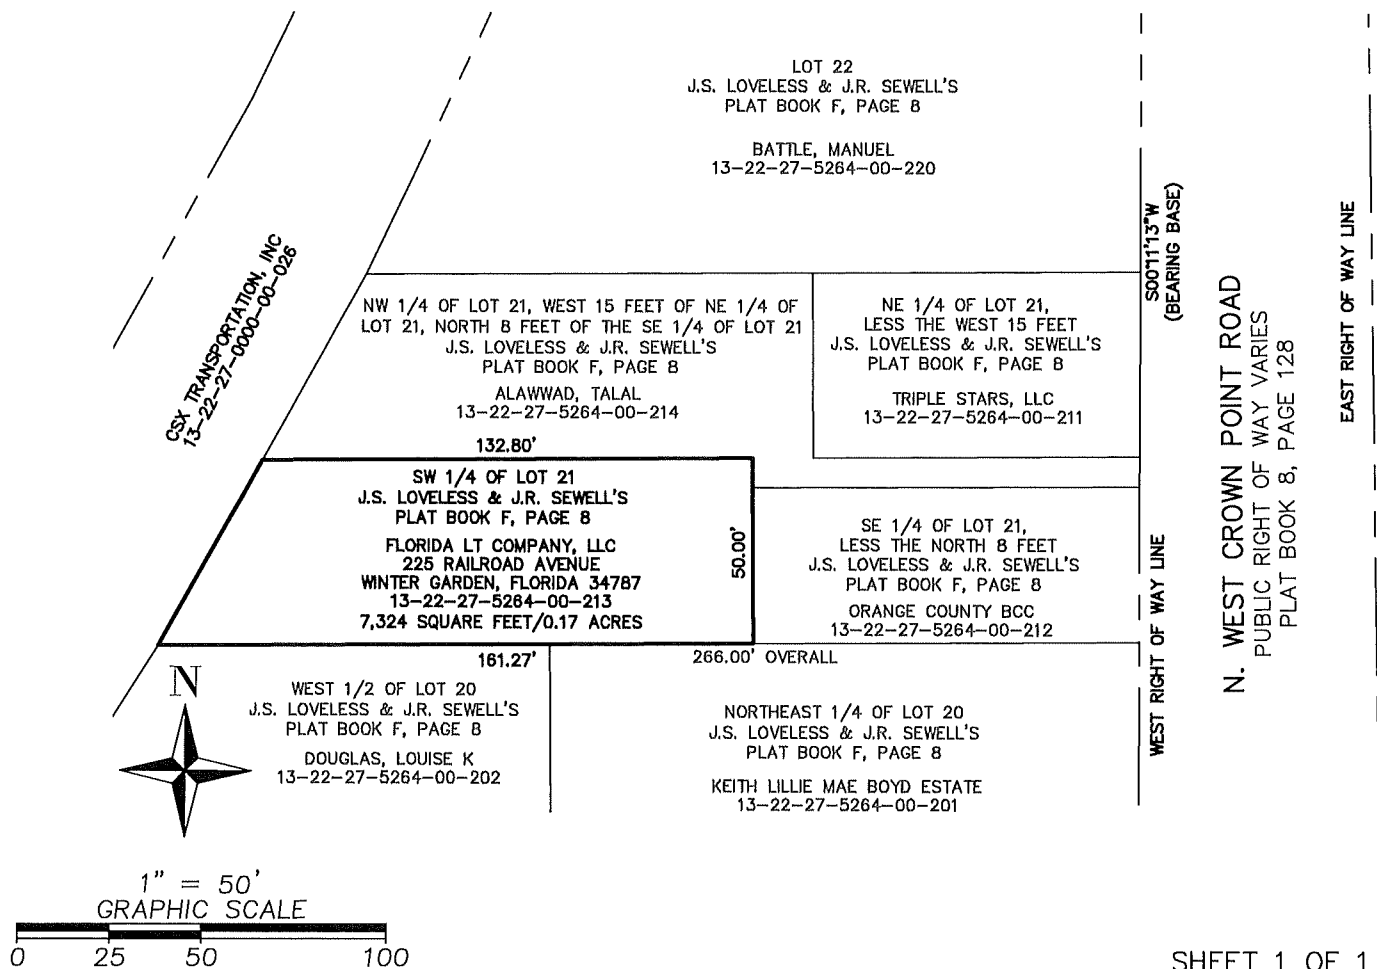 LOT 22
J.S. LOVELESS & J.R. SEWELL'S
PLAT BOOK F, PAGE 8
BATTLE, MANUEL
13-22-27-5264-00-220
CSX TRANSPORTATION, INC
13-22-27-0000-00-026
S00°11'13"W
(BEARING BASE)
EAST RIGHT OF WAY LINE
N. WEST CROWN POINT ROAD
PUBLIC RIGHT OF WAY VARIES
PLAT BOOK 8, PAGE 128
NW 1/4 OF LOT 21, WEST 15 FEET OF NE 1/4 OF
LOT 21, NORTH 8 FEET OF THE SE 1/4 OF LOT 21
J.S. LOVELESS & J.R. SEWELL'S
PLAT BOOK F, PAGE 8
ALAWWAD, TALAL
13-22-27-5264-00-214
NE 1/4 OF LOT 21,
LESS THE WEST 15 FEET
J.S. LOVELESS & J.R. SEWELL'S
PLAT BOOK F, PAGE 8
TRIPLE STARS, LLC
13-22-27-5264-00-211
132.80'
SW 1/4 OF LOT 21
J.S. LOVELESS & J.R. SEWELL'S
PLAT BOOK F, PAGE 8
FLORIDA LT COMPANY, LLC
225 RAILROAD AVENUE
WINTER GARDEN, FLORIDA 34787
13-22-27-5264-00-213
7,324 SQUARE FEET/0.17 ACRES
50.00'
SE 1/4 OF LOT 21,
LESS THE NORTH 8 FEET
J.S. LOVELESS & J.R. SEWELL'S
PLAT BOOK F, PAGE 8
ORANGE COUNTY BCC
13-22-27-5264-00-212
WEST RIGHT OF WAY LINE
161.27'
266.00' OVERALL
N
WEST 1/2 OF LOT 20
J.S. LOVELESS & J.R. SEWELL'S
PLAT BOOK F, PAGE 8
DOUGLAS, LOUISE K
13-22-27-5264-00-202
NORTHEAST 1/4 OF LOT 20
J.S. LOVELESS & J.R. SEWELL'S
PLAT BOOK F, PAGE 8
KEITH LILLIE MAE BOYD ESTATE
13-22-27-5264-00-201
1" = 50'
GRAPHIC SCALE
0 25 50 100
SHEET 1 OF 1